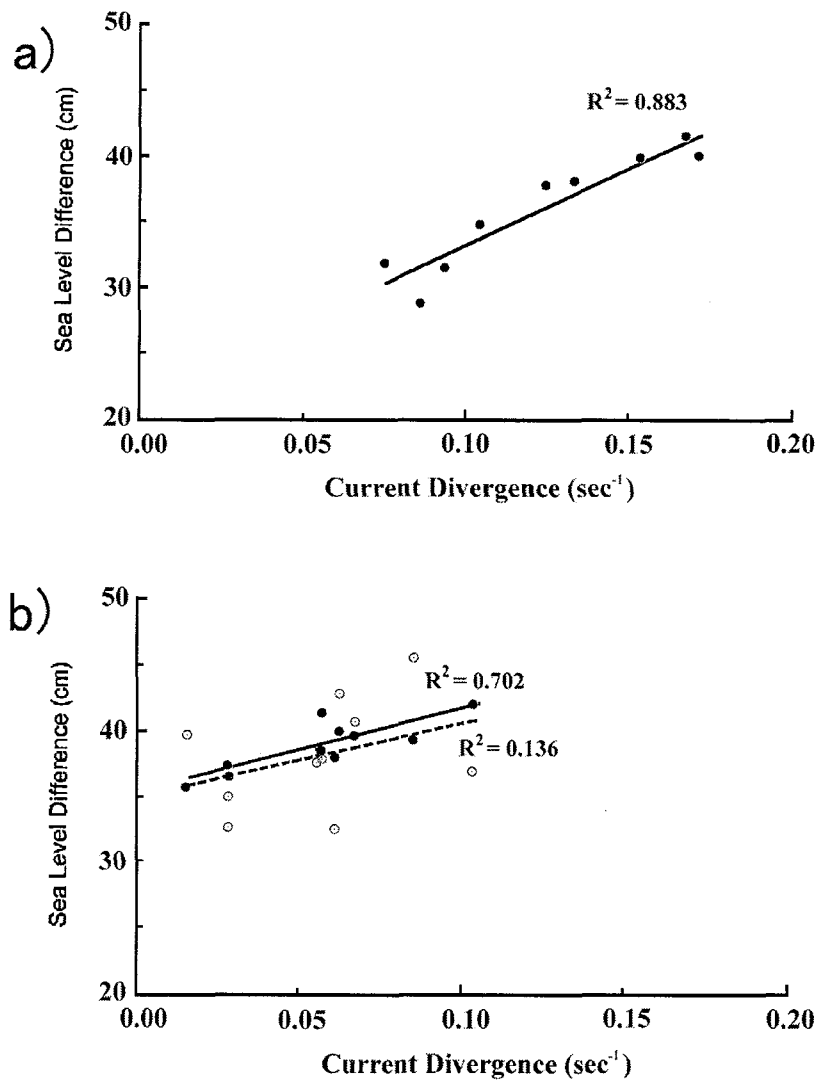 a)
50
40
30
20
Sea Level Difference (cm)
R² = 0.883
0.00 0.05 0.10 0.15 0.20
Current Divergence (sec⁻¹)
b)
50
40
30
20
Sea Level Difference (cm)
R² = 0.702
R² = 0.136
0.00 0.05 0.10 0.15 0.20
Current Divergence (sec⁻¹)